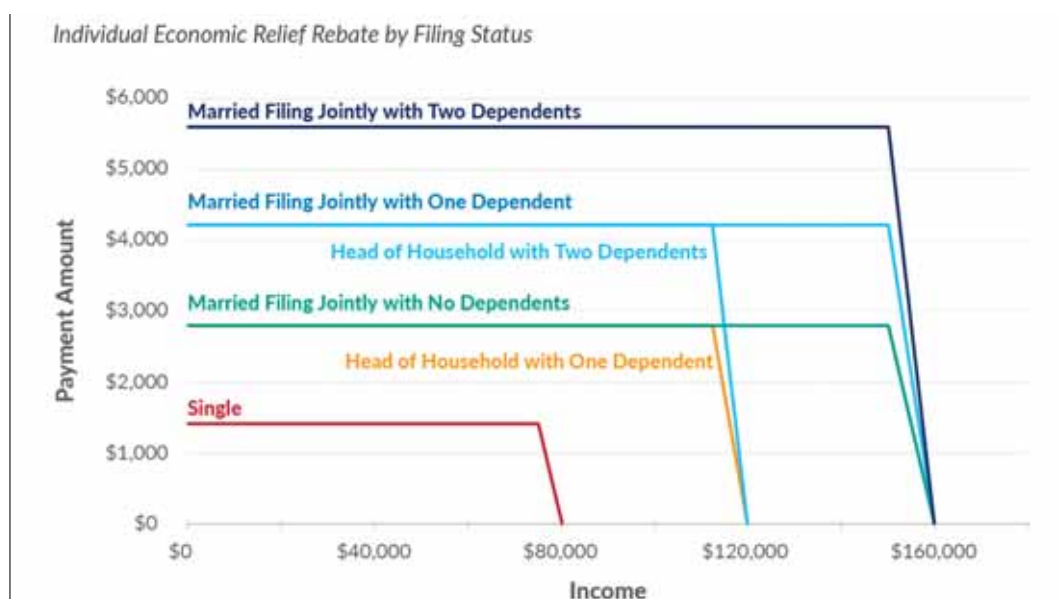 Individual Economic Relief Rebate by Filing Status
$6,000
Married Filing Jointly with Two Dependents
$5,000
Married Filing Jointly with One Dependent
$4,000
Head of Household with Two Dependents
Married Filing Jointly with No Dependents
$3,000
Head of Household with One Dependent
$2,000
Single
$1,000
$0
Payment Amount
$0 $40,000 $80,000 $120,000 $160,000
Income